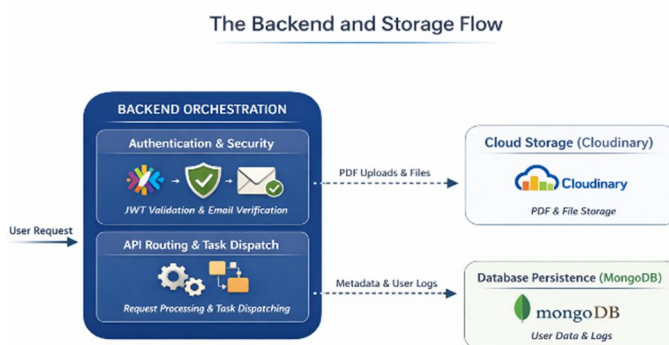 The Backend and Storage Flow
BACKEND ORCHESTRATION
Authentication & Security
JWT Validation & Email Verification
User Request
API Routing & Task Dispatch
Request Processing & Task Dispatching
PDF Uploads & Files
Metadata & User Logs
Cloud Storage (Cloudinary)
Cloudinary
PDF & File Storage
Database Persistence (MongoDB)
mongoDB
User Data & Logs